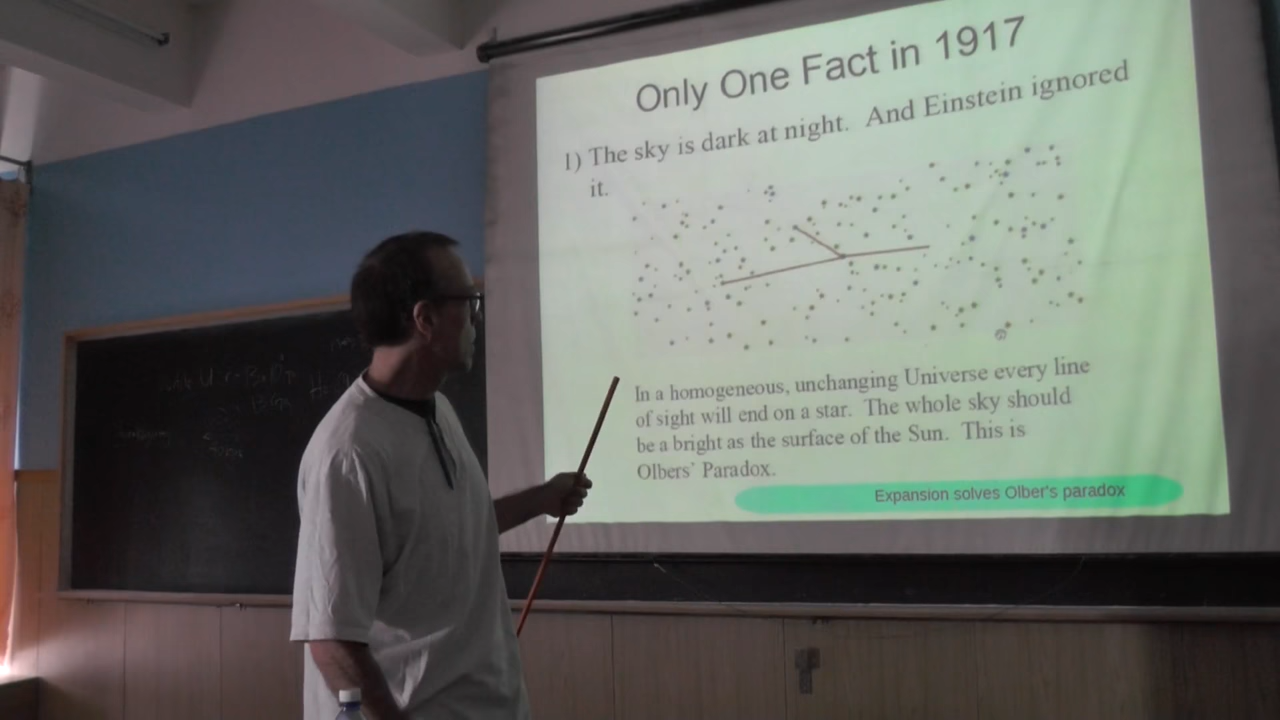 Only One Fact in 1917
1) The sky is dark at night. And Einstein ignored
it.
In a homogeneous, unchanging Universe every line
of sight will end on a star. The whole sky should
be a bright as the surface of the Sun. This is
Olbers' Paradox.
Expansion solves Olber's paradox